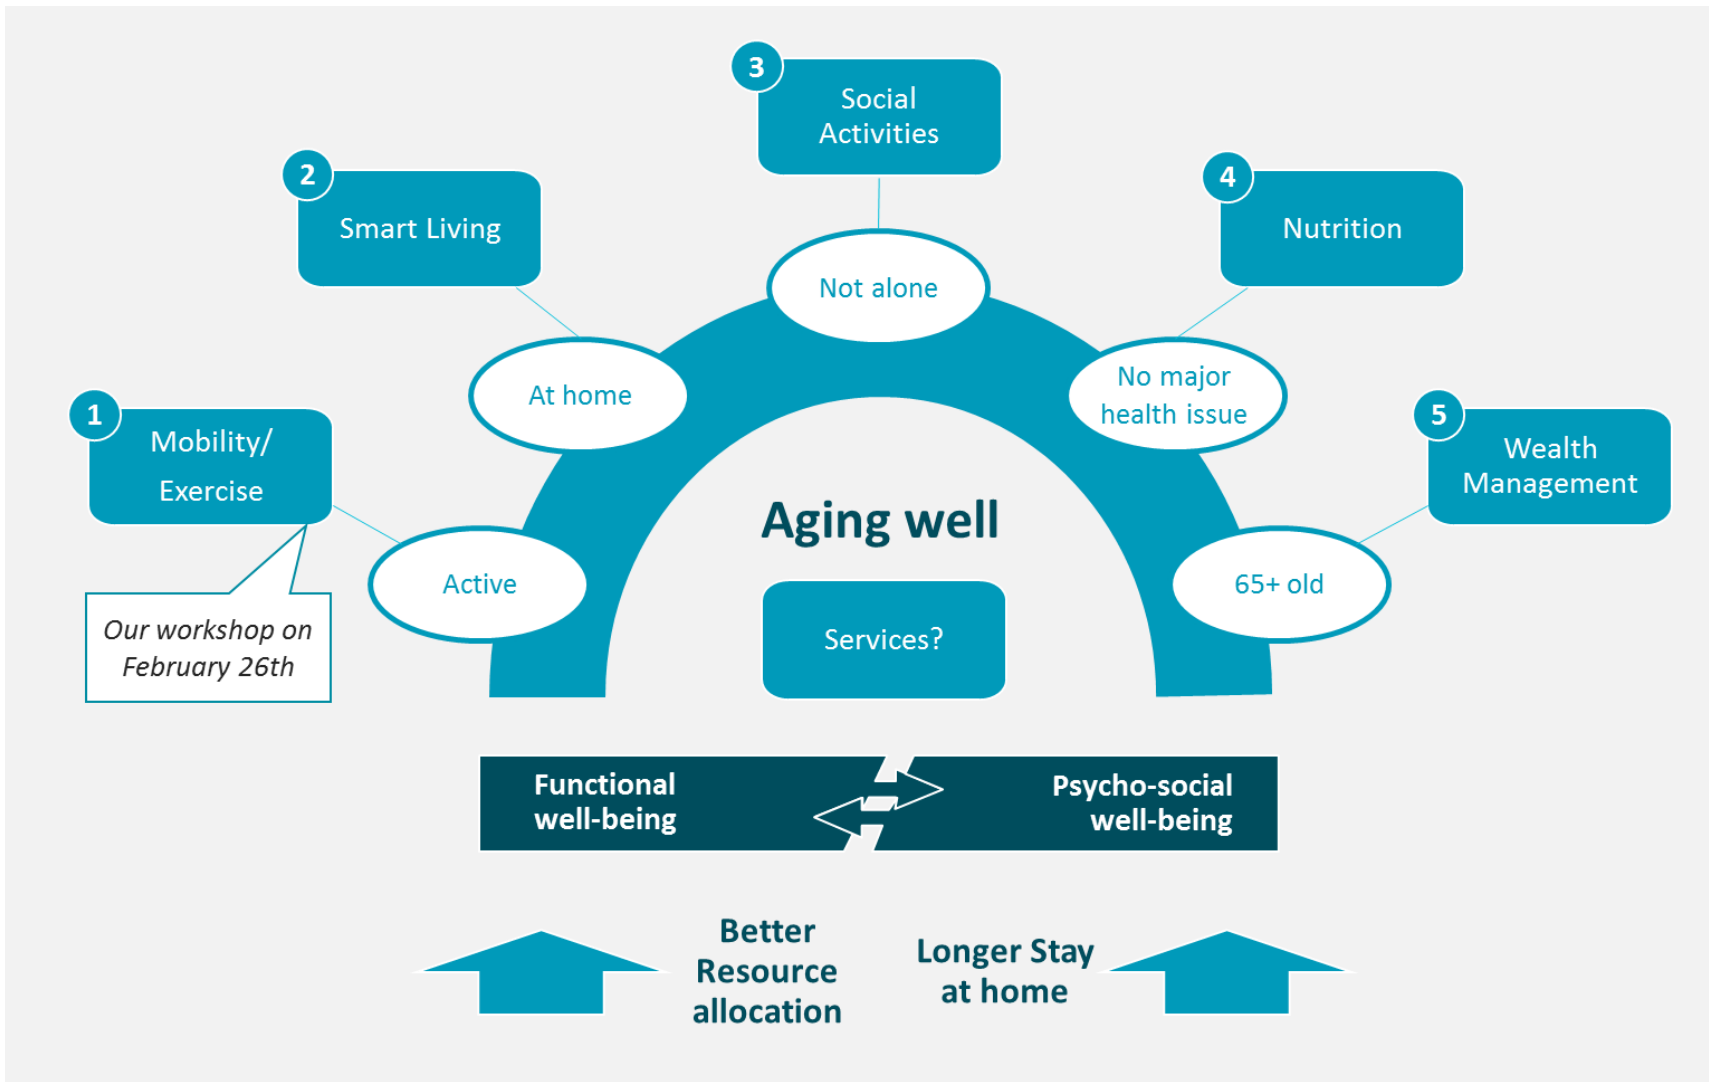 3
Social
Activities
2
Smart Living
4
Nutrition
Not alone
At home
No major
health issue
1
Mobility/
Exercise
5
Wealth
Management
Aging well
Active
65+ old
Services?
Our workshop on
February 26th
Functional
well-being
Psycho-social
well-being
Better
Resource
allocation
Longer Stay
at home